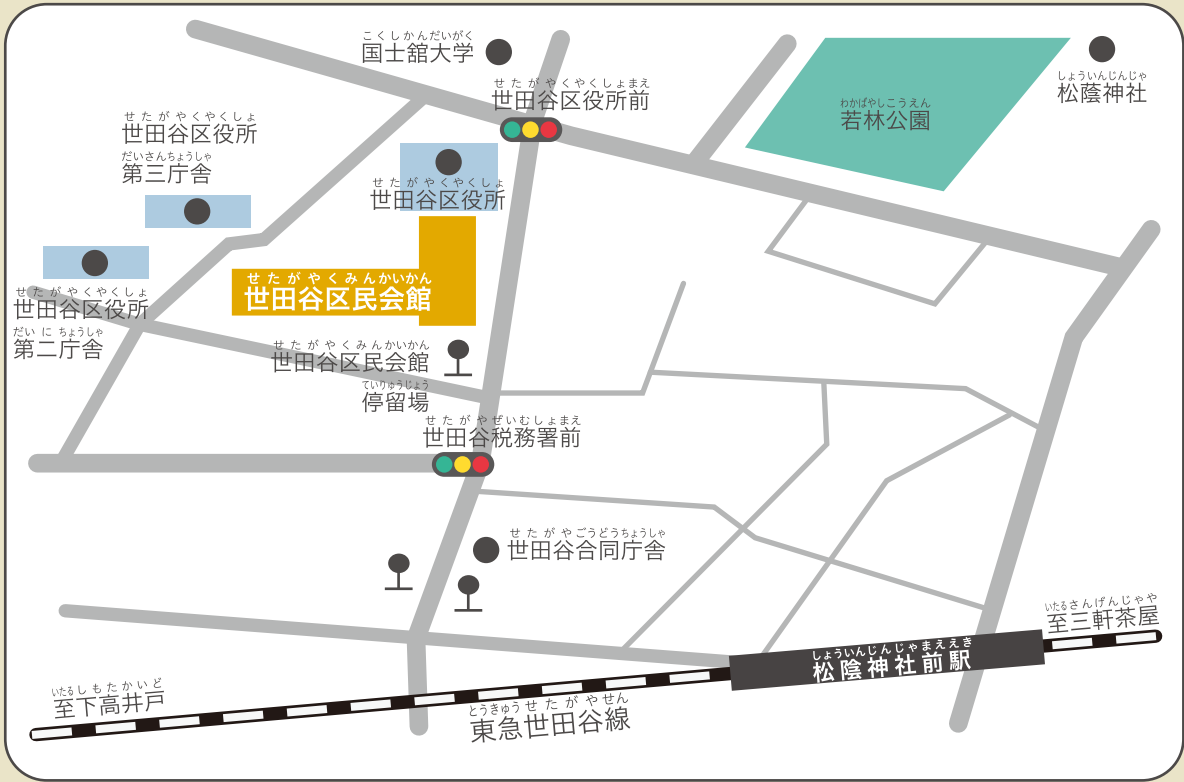 こくしかんだいがく
国士舘大学
せたがやくやくしょまえ
世田谷区役所前
しょういんじんじゃ
松陰神社
わかばやしこうえん
若林公園
せたがやくやくしょ
世田谷区役所
だいさんちょうしゃ
第三庁舎
せたがやくやくしょ
世田谷区役所
せたがやくみんかいかん
世田谷区民会館
せたがやくやくしょ
世田谷区役所
だいにちょうしゃ
第二庁舎
せたがやくみんかいかん
世田谷区民会館
ていりゅうじょう
停留場
せたがやぜいむしょまえ
世田谷税務署前
せたがやごうどうちょうしゃ
世田谷合同庁舎
いたるさんげんじゃや
至三軒茶屋
しょういんじんじゃまええき
松陰神社前駅
いたるしもたかいど
至下高井戸
とうきゅうせたがやせん
東急世田谷線